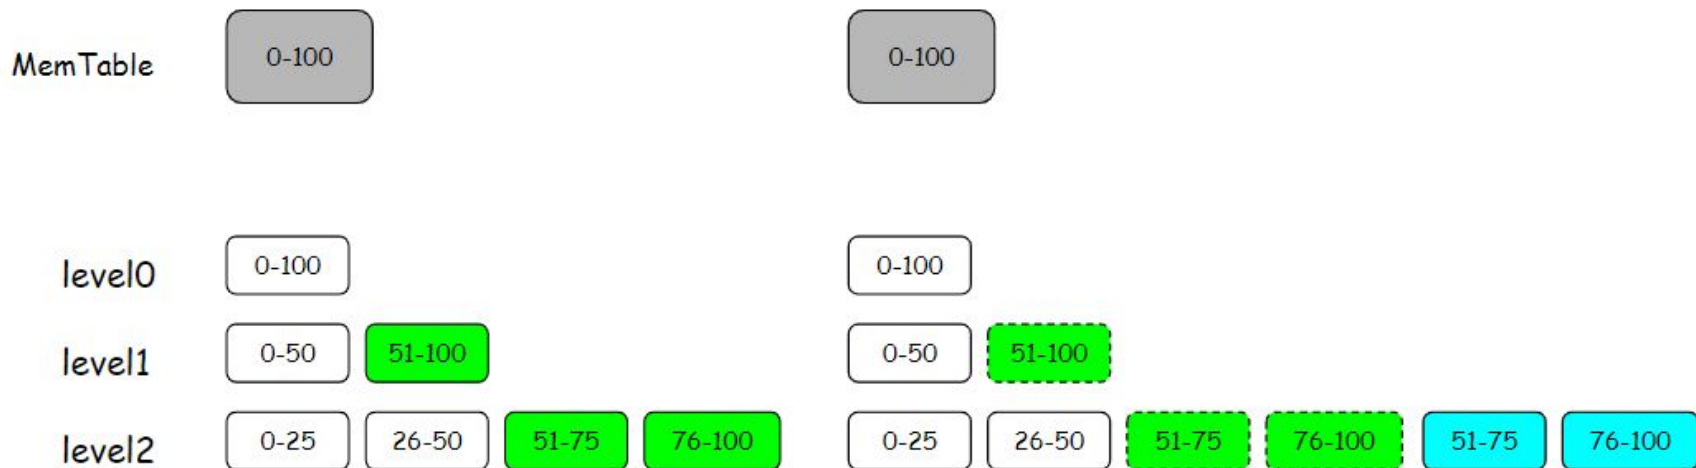 MemTable 0-100 0-100
level0 0-100 0-100
level1 0-50 51-100 0-50 51-100
level2 0-25 26-50 51-75 76-100 0-25 26-50 51-75 76-100 51-75 76-100